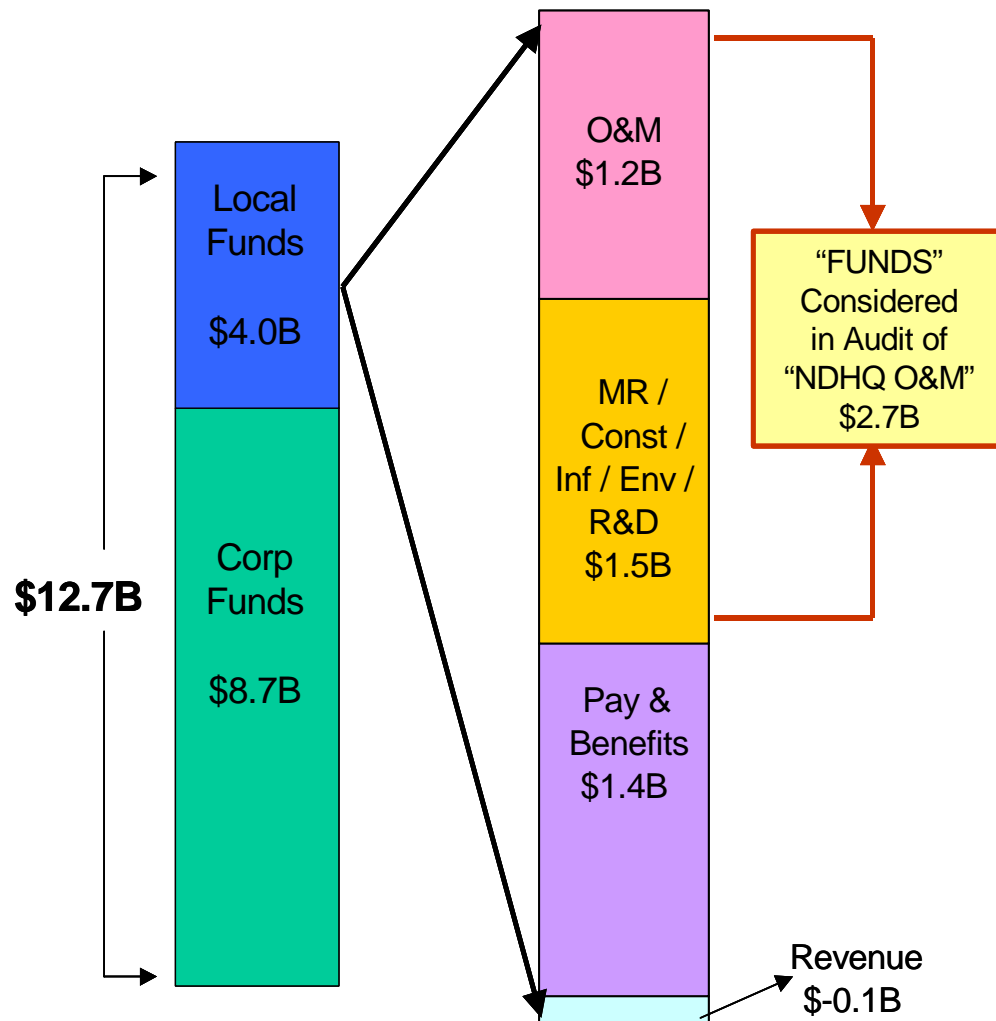 $12.7B
Local
Funds
$4.0B
Corp
Funds
$8.7B
O&M
$1.2B
MR /
Const /
Inf / Env /
R&D
$1.5B
Pay &
Benefits
$1.4B
Revenue
$-0.1B
“FUNDS”
Considered
in Audit of
“NDHQ O&M”
$2.7B